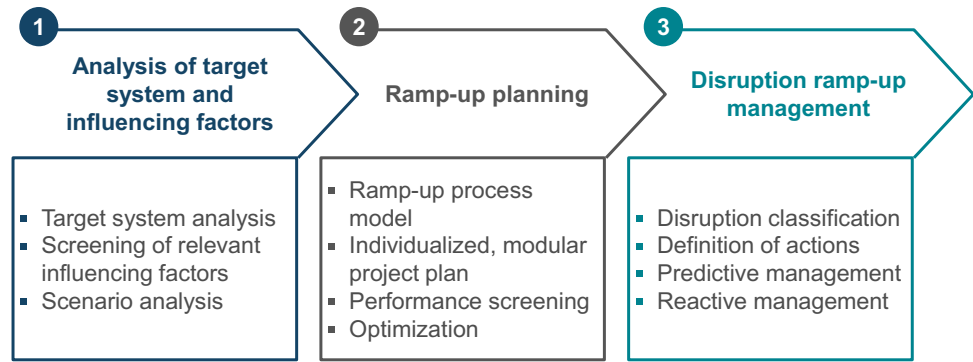 1
Analysis of target
system and
influencing factors
▪ Target system analysis
▪ Screening of relevant
influencing factors
▪ Scenario analysis
2
Ramp-up planning
▪ Ramp-up process
model
▪ Individualized, modular
project plan
▪ Performance screening
▪ Optimization
3
Disruption ramp-up
management
▪ Disruption classification
▪ Definition of actions
▪ Predictive management
▪ Reactive management